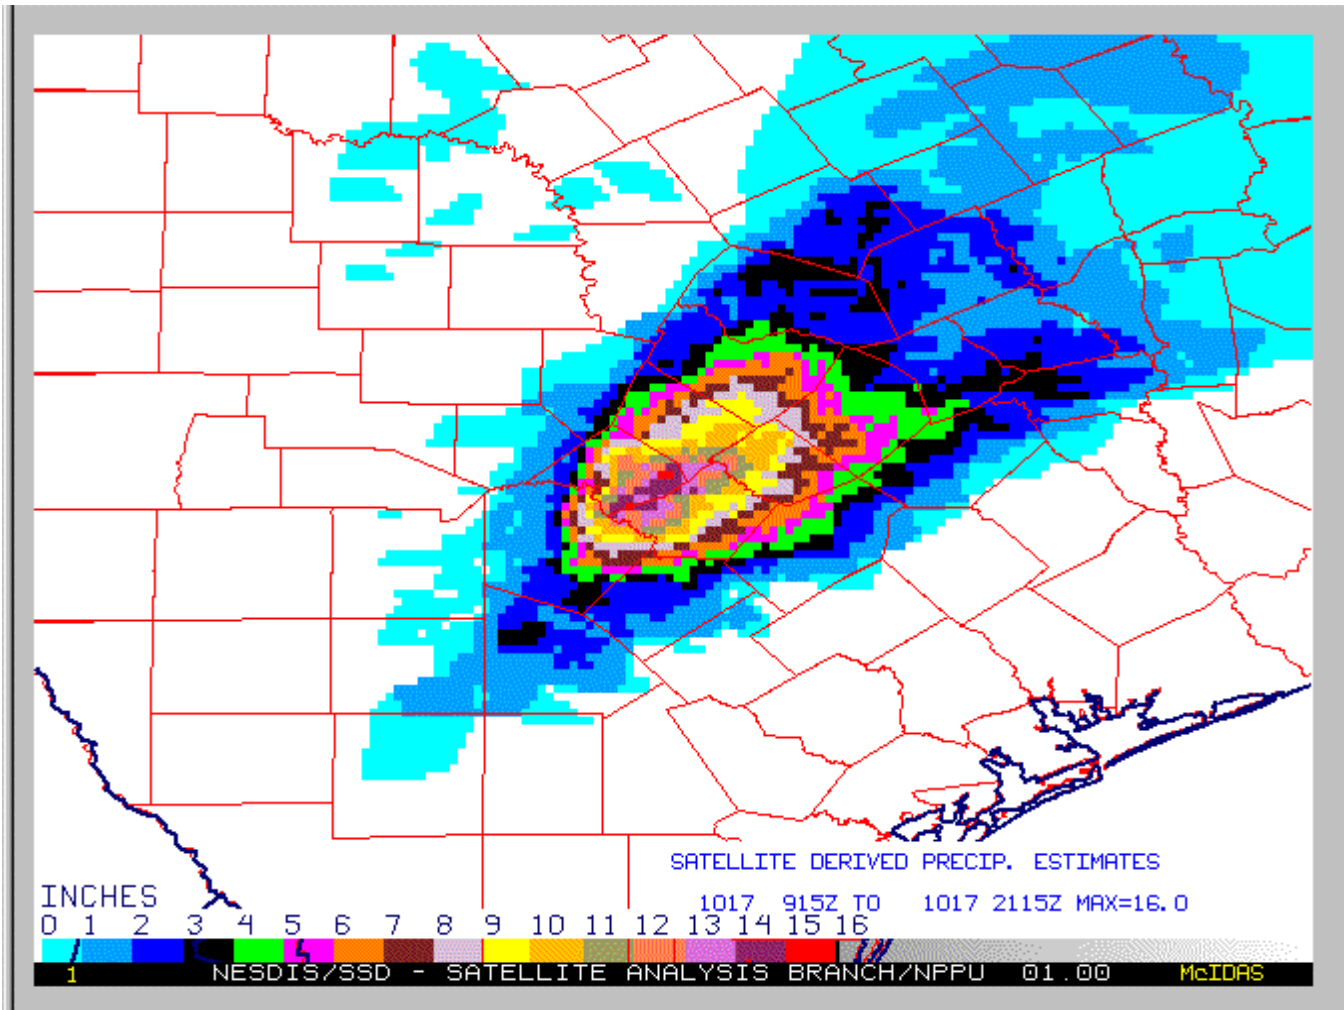 SATELLITE DERIVED PRECIP. ESTIMATES
1017 915Z TO 1017 2115Z MAX=16.0
INCHES
0 1 2 3 4 5 6 7 8 9 10 11 12 13 14 15 16
1 NESDIS/SSD - SATELLITE ANALYSIS BRANCH/NPPU 01.00 McIDAS